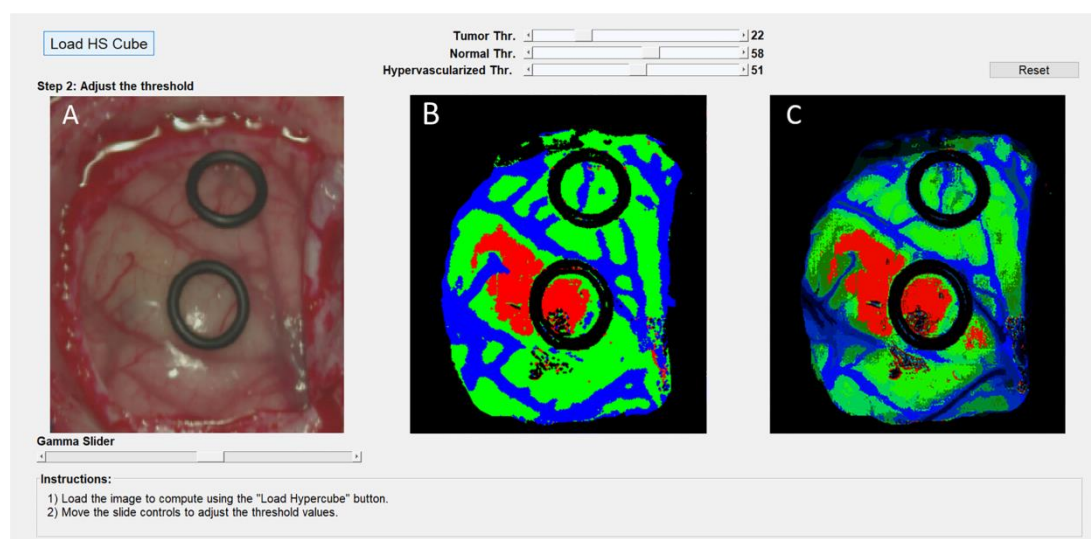 Load HS Cube
Tumor Thr. 22
Normal Thr. 58
Hypervascularized Thr. 51
Reset
Step 2: Adjust the threshold
A
B
C
Gamma Slider
Instructions:
1) Load the image to compute using the "Load Hypercube" button.
2) Move the slide controls to adjust the threshold values.